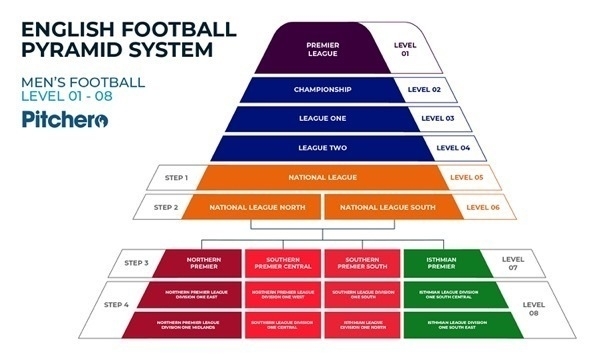 ENGLISH FOOTBALL
PYRAMID SYSTEM
MEN'S FOOTBALL
LEVEL 01 - 08
Pitchero
PREMIER
LEAGUE
LEVEL
01
CHAMPIONSHIP
LEVEL 02
LEAGUE ONE
LEVEL 03
LEAGUE TWO
LEVEL 04
STEP 1
NATIONAL LEAGUE
LEVEL 05
STEP 2
NATIONAL LEAGUE NORTH
NATIONAL LEAGUE SOUTH
LEVEL 06
STEP 3
NORTHERN
PREMIER
SOUTHERN
PREMIER CENTRAL
SOUTHERN
PREMIER SOUTH
ISTHMIAN
PREMIER
LEVEL
07
STEP 4
NORTHERN PREMIER LEAGUE
DIVISION ONE EAST
NORTHERN PREMIER LEAGUE
DIVISION ONE WEST
SOUTHERN LEAGUE DIVISION
ONE SOUTH
ISTHMIAN LEAGUE DIVISION
ONE SOUTH CENTRAL
LEVEL
08
NORTHERN PREMIER LEAGUE
DIVISION ONE MIDLANDS
SOUTHERN LEAGUE DIVISION
ONE CENTRAL
ISTHMIAN LEAGUE
DIVISION ONE NORTH
ISTHMIAN LEAGUE DIVISION
ONE SOUTH EAST